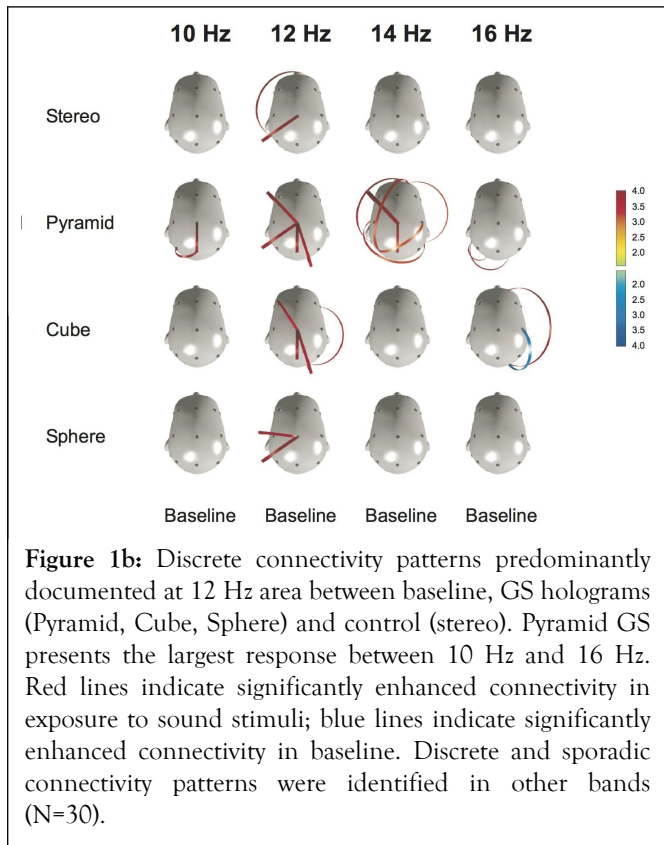 10 Hz 12 Hz 14 Hz 16 Hz
Stereo
Pyramid
4.0
3.5
3.0
2.5
2.0
2.0
2.5
3.0
3.5
4.0
Cube
Sphere
Baseline Baseline Baseline Baseline
Figure 1b: Discrete connectivity patterns predominantly
documented at 12 Hz area between baseline, GS holograms
(Pyramid, Cube, Sphere) and control (stereo). Pyramid GS
presents the largest response between 10 Hz and 16 Hz.
Red lines indicate significantly enhanced connectivity in
exposure to sound stimuli; blue lines indicate significantly
enhanced connectivity in baseline. Discrete and sporadic
connectivity patterns were identified in other bands
(N=30).